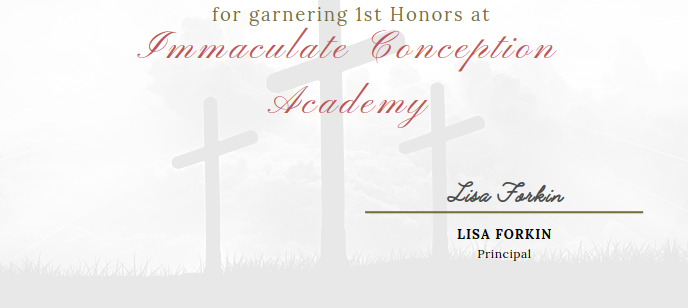 for garnering 1st Honors at
Immaculate Conception
Academy
Lisa Forkin
LISA FORKIN
Principal